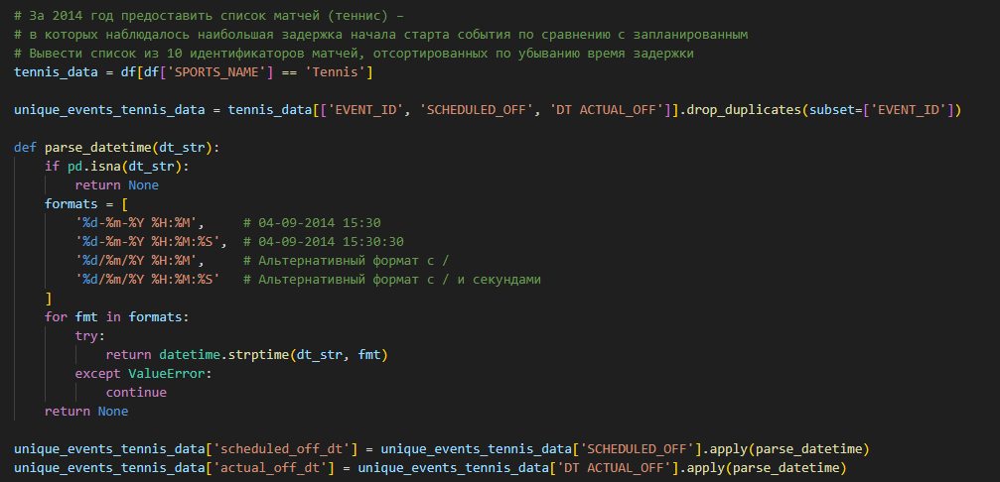 # За 2014 год предоставить список матчей (теннис) –
# в которых наблюдалось наибольшая задержка начала старта события по сравнению с запланированным
# Вывести список из 10 идентификаторов матчей, отсортированных по убыванию время задержки
tennis_data = df[df['SPORTS_NAME'] == 'Tennis']
unique_events_tennis_data = tennis_data[['EVENT_ID', 'SCHEDULED_OFF', 'DT ACTUAL_OFF']].drop_duplicates(subset=['EVENT_ID'])
def parse_datetime(dt_str):
    if pd.isna(dt_str):
        return None
    formats = [
        '%d-%m-%Y %H:%M',     # 04-09-2014 15:30
        '%d-%m-%Y %H:%M:%S',  # 04-09-2014 15:30:30
        '%d/%m/%Y %H:%M',     # Альтернативный формат с /
        '%d/%m/%Y %H:%M:%S'   # Альтернативный формат с / и секундами
    ]
    for fmt in formats:
        try:
            return datetime.strptime(dt_str, fmt)
        except ValueError:
            continue
    return None
unique_events_tennis_data['scheduled_off_dt'] = unique_events_tennis_data['SCHEDULED_OFF'].apply(parse_datetime)
unique_events_tennis_data['actual_off_dt'] = unique_events_tennis_data['DT ACTUAL_OFF'].apply(parse_datetime)